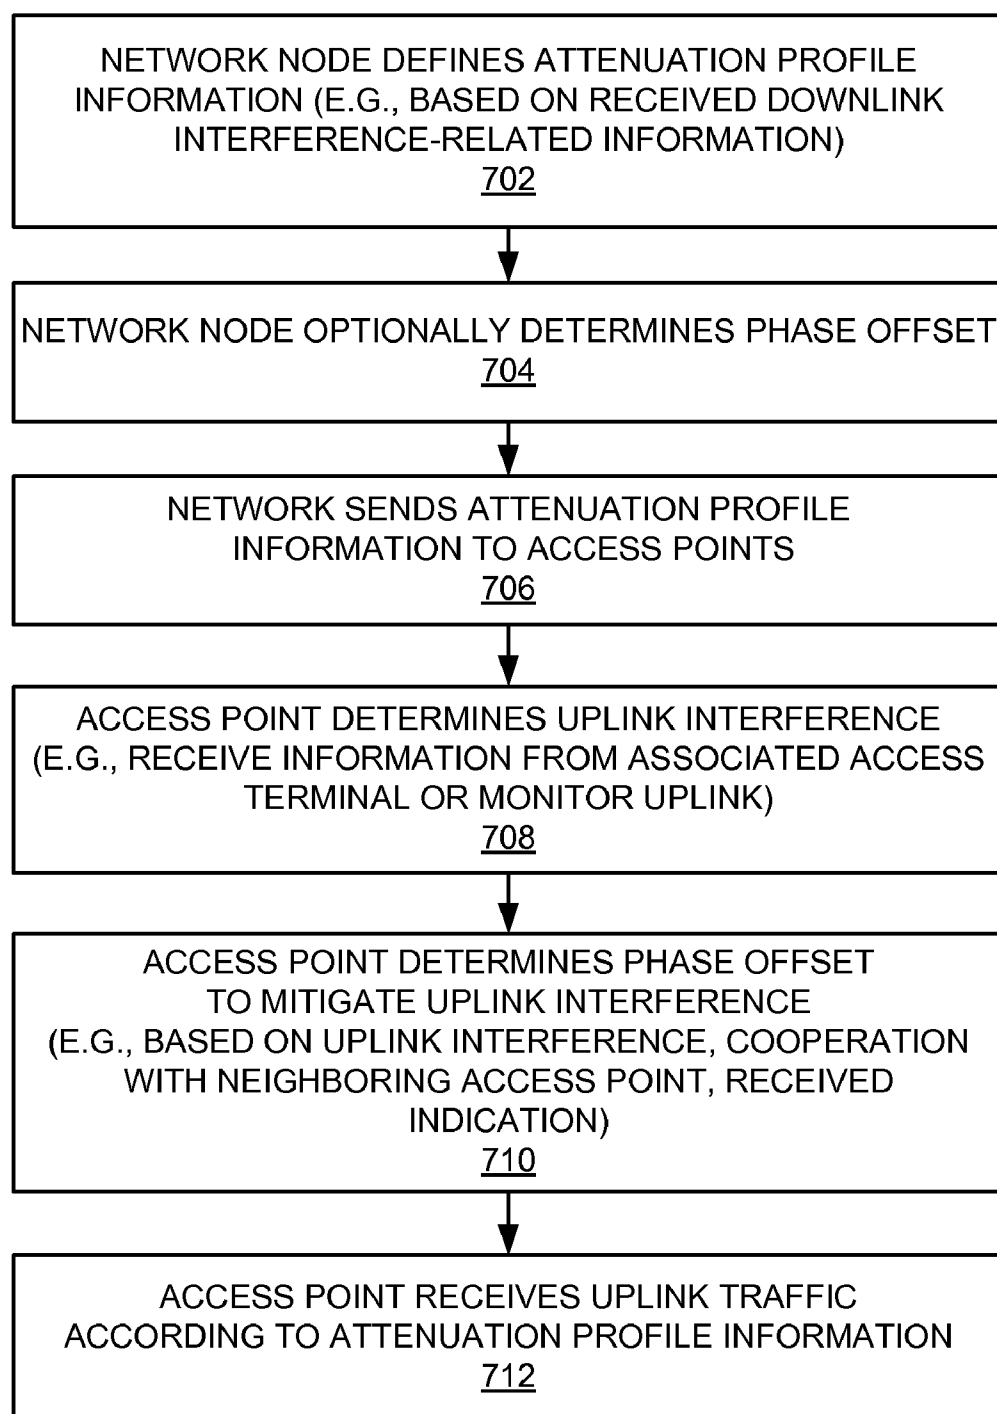 NETWORK NODE DEFINES ATTENUATION PROFILE
INFORMATION (E.G., BASED ON RECEIVED DOWNLINK
INTERFERENCE-RELATED INFORMATION)
702
NETWORK NODE OPTIONALLY DETERMINES PHASE OFFSET
704
NETWORK SENDS ATTENUATION PROFILE
INFORMATION TO ACCESS POINTS
706
ACCESS POINT DETERMINES UPLINK INTERFERENCE
(E.G., RECEIVE INFORMATION FROM ASSOCIATED ACCESS
TERMINAL OR MONITOR UPLINK)
708
ACCESS POINT DETERMINES PHASE OFFSET
TO MITIGATE UPLINK INTERFERENCE
(E.G., BASED ON UPLINK INTERFERENCE, COOPERATION
WITH NEIGHBORING ACCESS POINT, RECEIVED
INDICATION)
710
ACCESS POINT RECEIVES UPLINK TRAFFIC
ACCORDING TO ATTENUATION PROFILE INFORMATION
712